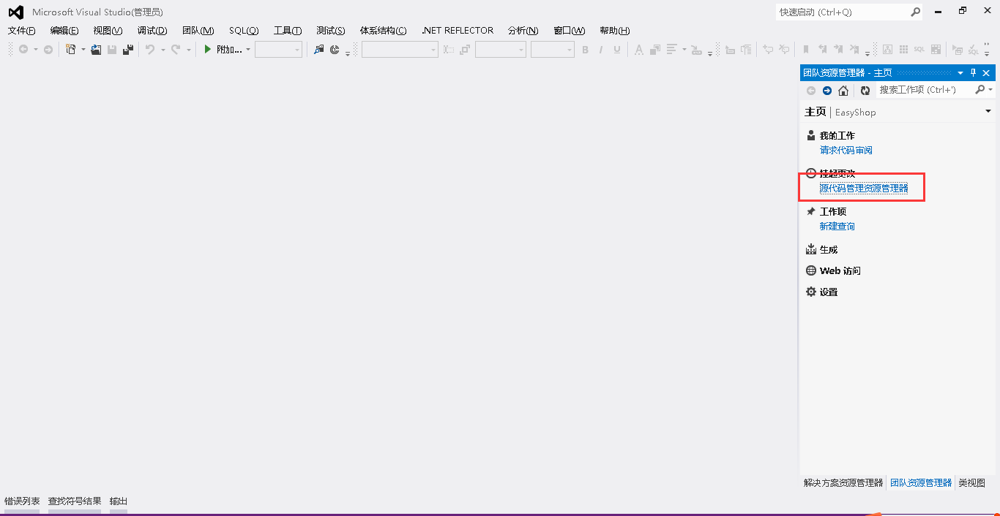 Microsoft Visual Studio(管理员)
快速启动 (Ctrl+Q)
文件(F) 编辑(E) 视图(V) 调试(D) 团队(M) SQL(Q) 工具(T) 测试(S) 体系结构(C) .NET REFLECTOR 分析(N) 窗口(W) 帮助(H)
附加... B I U A SQL SQL
团队资源管理器 - 主页
搜索工作项 (Ctrl+')
主页 | EasyShop
我的工作
请求代码审阅
挂起更改
源代码管理资源管理器
工作项
新建查询
生成
Web 访问
设置
解决方案资源管理器 团队资源管理器 类视图
错误列表 查找符号结果 输出